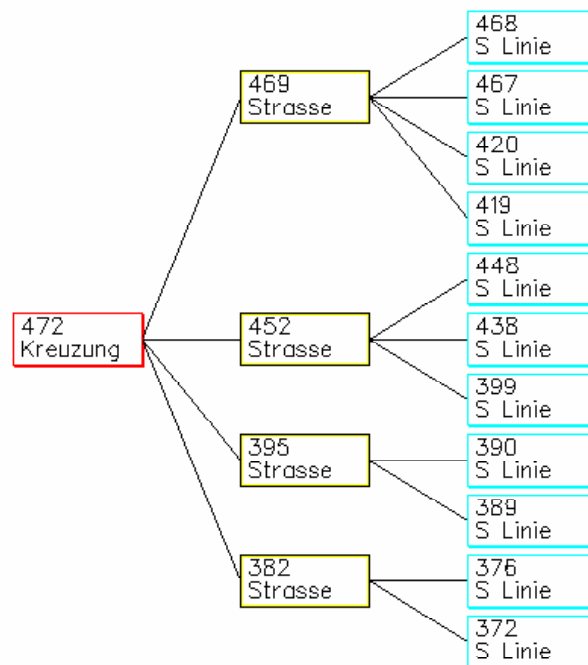 468
S Linie
469
Strasse
467
S Linie
420
S Linie
419
S Linie
448
S Linie
472
Kreuzung
452
Strasse
438
S Linie
399
S Linie
395
Strasse
390
S Linie
389
S Linie
382
Strasse
376
S Linie
372
S Linie